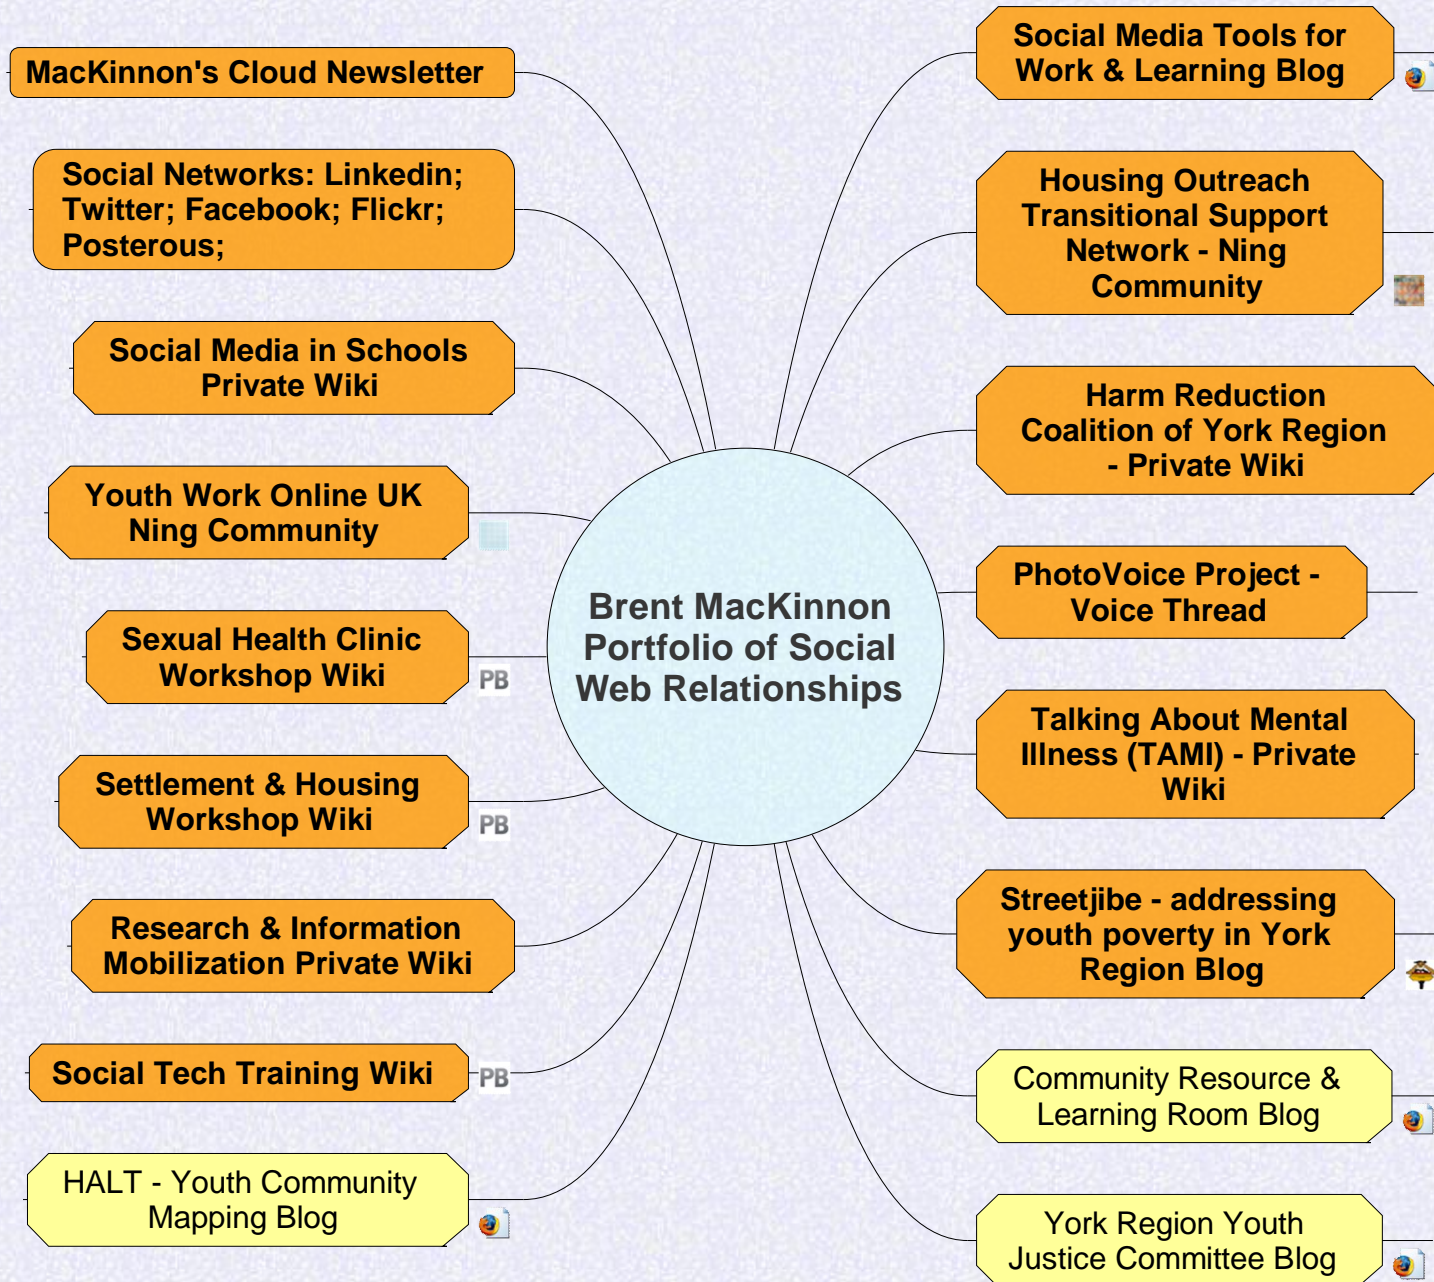 MacKinnon's Cloud Newsletter
Social Networks: Linkedin;
Twitter; Facebook; Flickr;
Posterous;
Social Media in Schools
Private Wiki
Youth Work Online UK
Ning Community
Sexual Health Clinic
Workshop Wiki
PB
Settlement & Housing
Workshop Wiki
PB
Research & Information
Mobilization Private Wiki
Social Tech Training Wiki
PB
HALT - Youth Community
Mapping Blog
Brent MacKinnon
Portfolio of Social
Web Relationships
Social Media Tools for
Work & Learning Blog
Housing Outreach
Transitional Support
Network - Ning
Community
Harm Reduction
Coalition of York Region
- Private Wiki
PhotoVoice Project -
Voice Thread
Talking About Mental
Illness (TAMI) - Private
Wiki
Streetjibe - addressing
youth poverty in York
Region Blog
Community Resource &
Learning Room Blog
York Region Youth
Justice Committee Blog